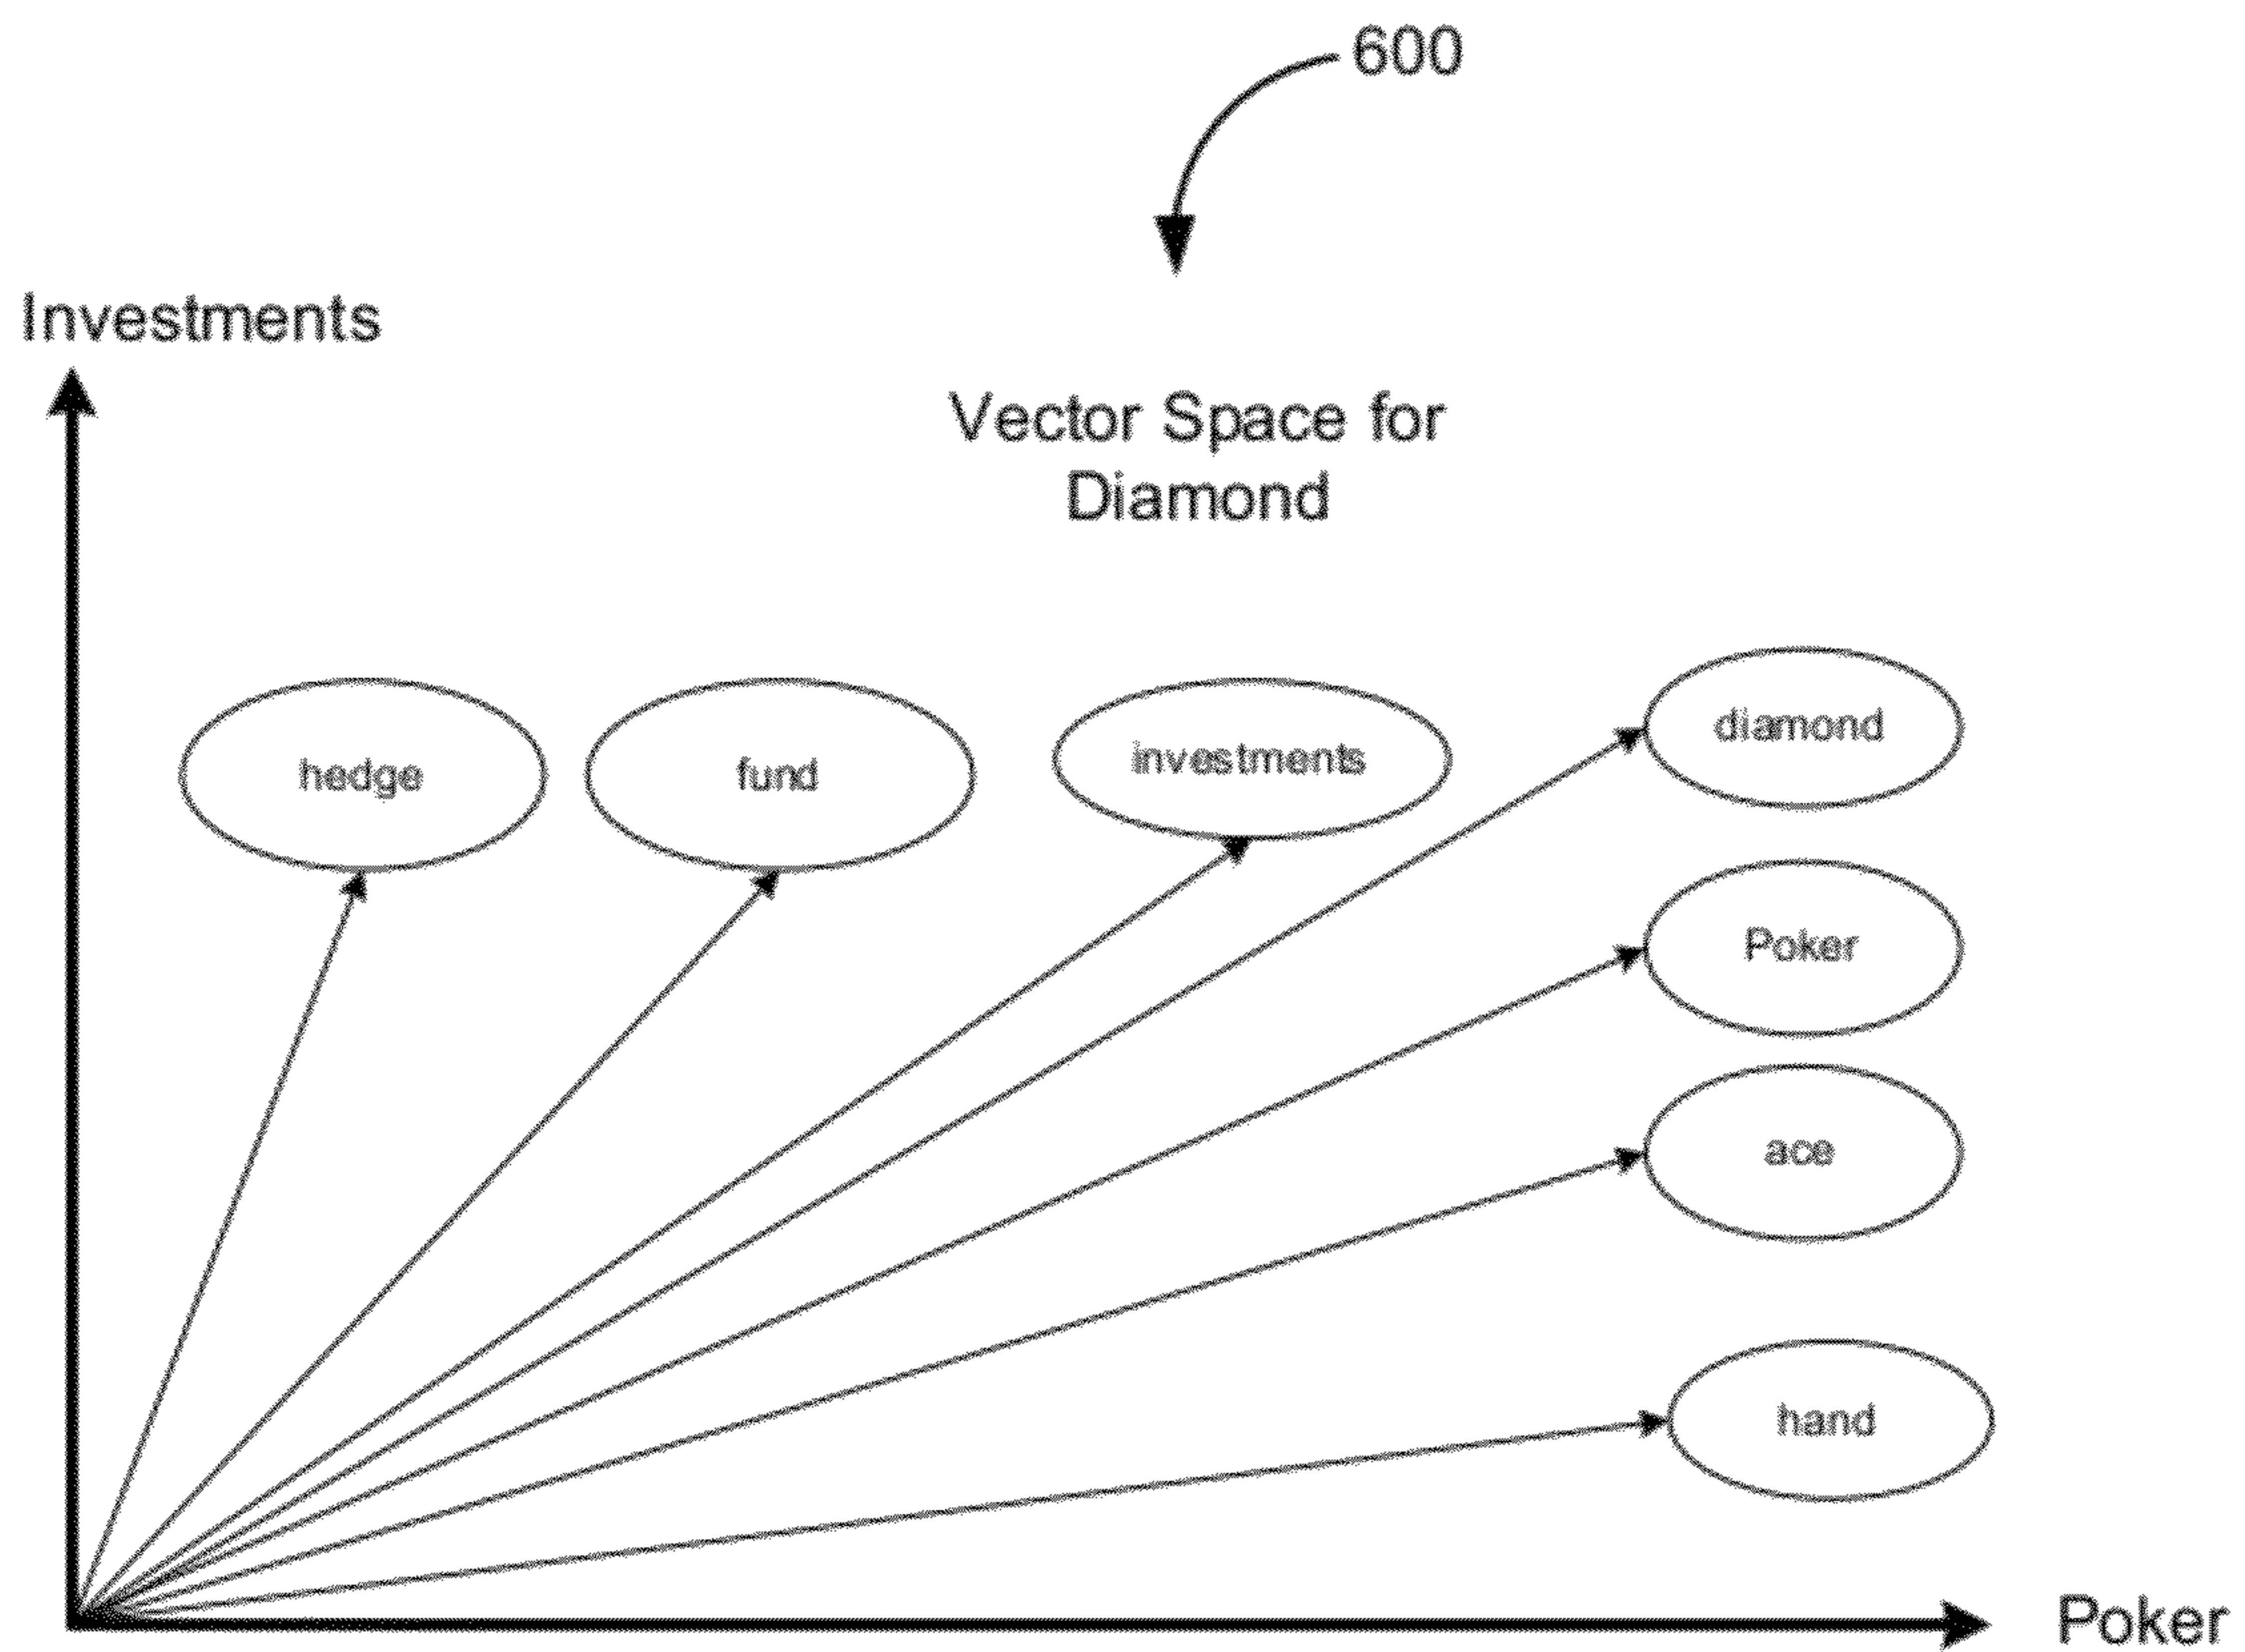 600
Investments
Vector Space for
Diamond
hedge
fund
investments
diamond
Poker
ace
hand
Poker